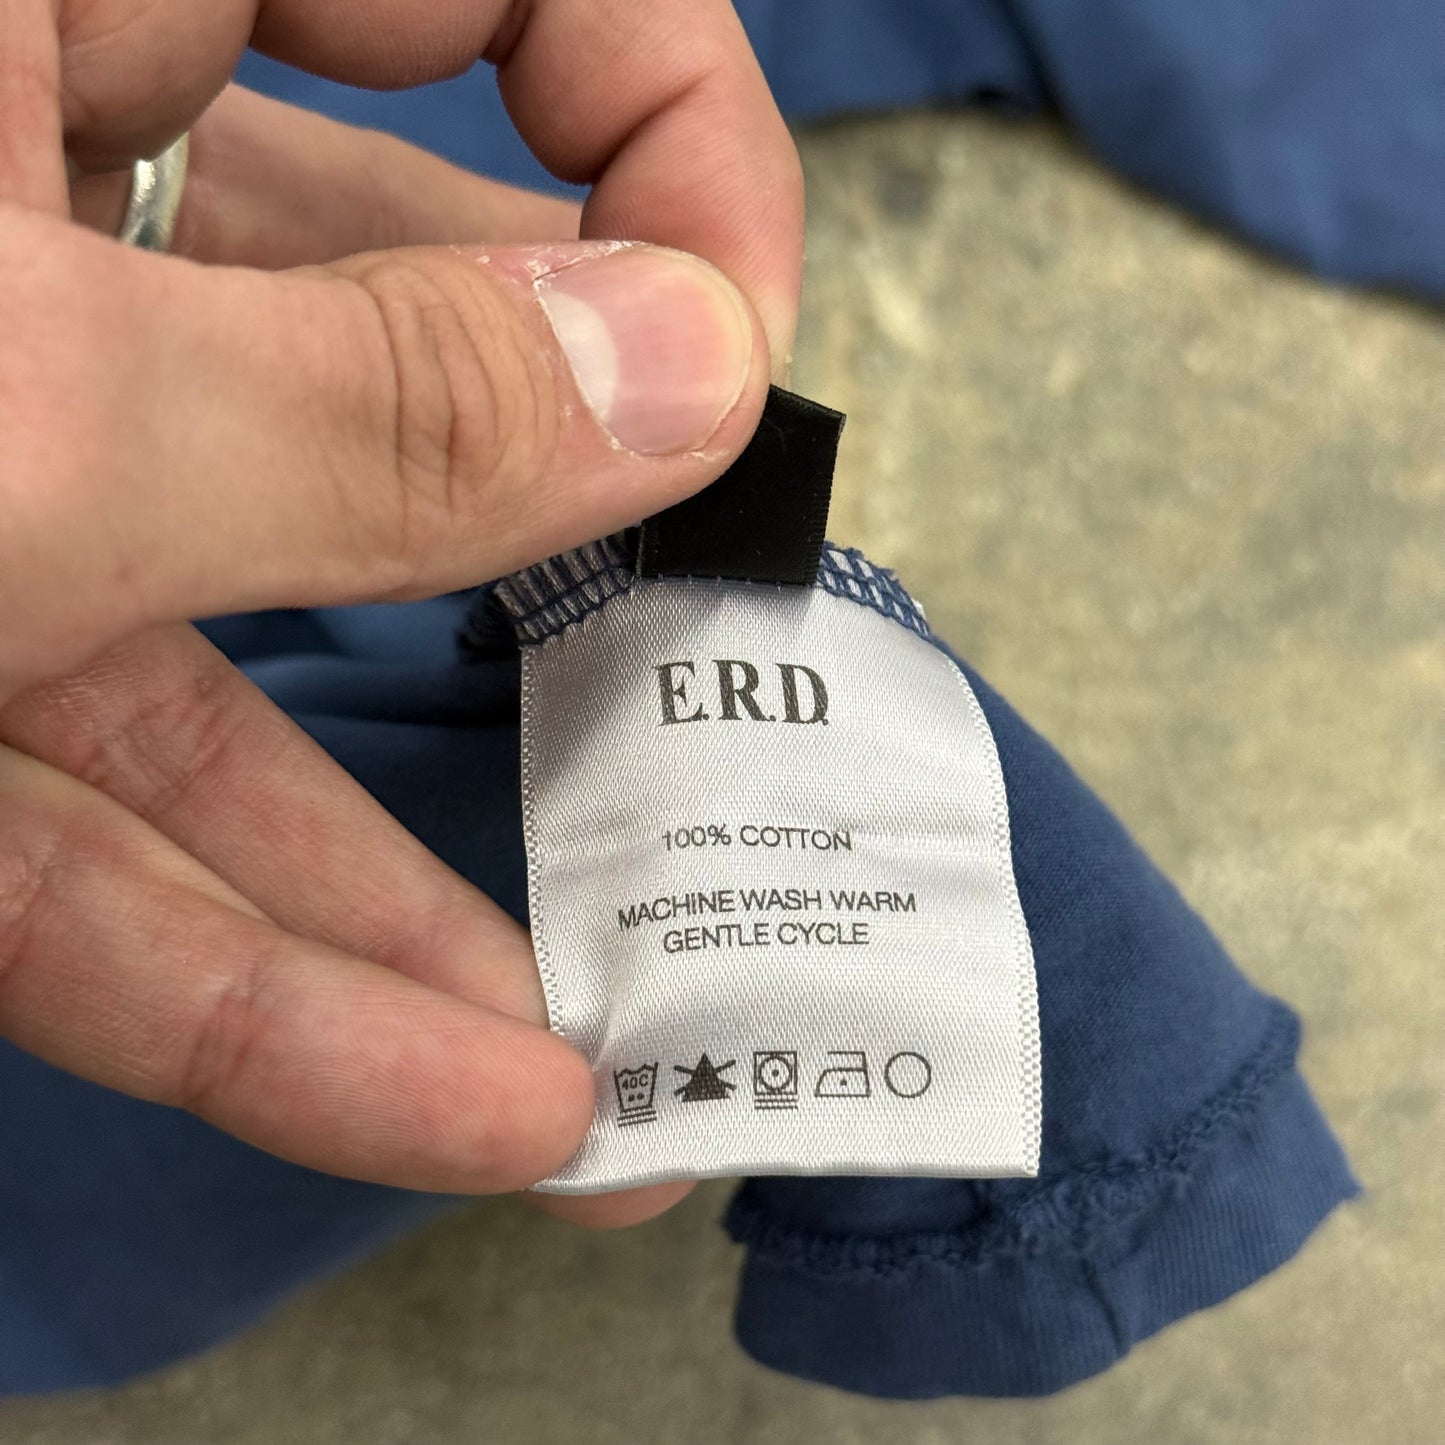 E.R.D.
100% COTTON
MACHINE WASH WARM
GENTLE CYCLE
40C